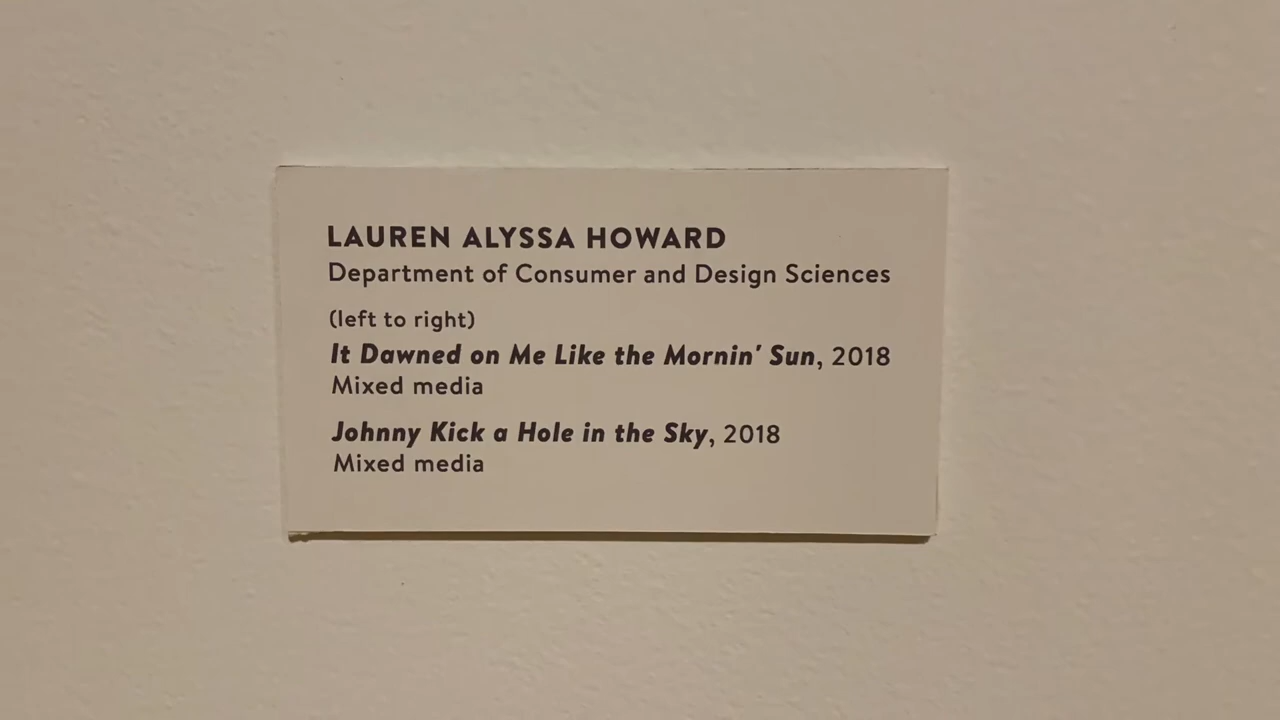 LAUREN ALYSSA HOWARD
Department of Consumer and Design Sciences
(left to right)
It Dawned on Me Like the Mornin' Sun, 2018
Mixed media
Johnny Kick a Hole in the Sky, 2018
Mixed media